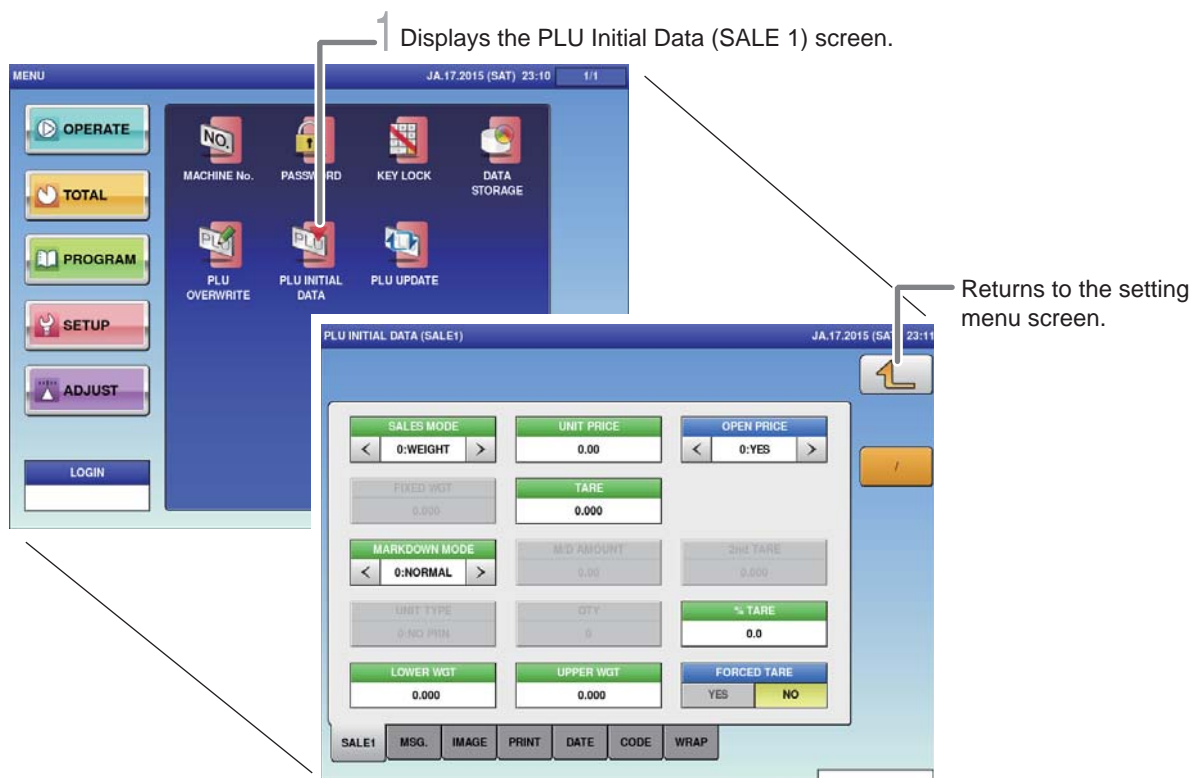 1 Displays the PLU Initial Data (SALE 1) screen.
MENU JA.17.2015 (SAT) 23:10 1/1
OPERATE
TOTAL
PROGRAM
SETUP
ADJUST
LOGIN
NO.
MACHINE No. PASSWORD KEY LOCK DATA
STORAGE
PLU PLU
PLU PLU INITIAL PLU UPDATE
OVERWRITE DATA
Returns to the setting
menu screen.
PLU INITIAL DATA (SALE1) JA.17.2015 (SAT) 23:11
SALES MODE UNIT PRICE OPEN PRICE
< 0:WEIGHT > 0.00 < 0:YES >
/
FIXED WGT TARE
0.000 0.000
MARKDOWN MODE M/D AMOUNT 2nd TARE
< 0:NORMAL > 0.00 0.000
UNIT TYPE QTY % TARE
0:NO PRN 0 0.0
LOWER WGT UPPER WGT FORCED TARE
0.000 0.000 YES NO
SALE1 MSG. IMAGE PRINT DATE CODE WRAP